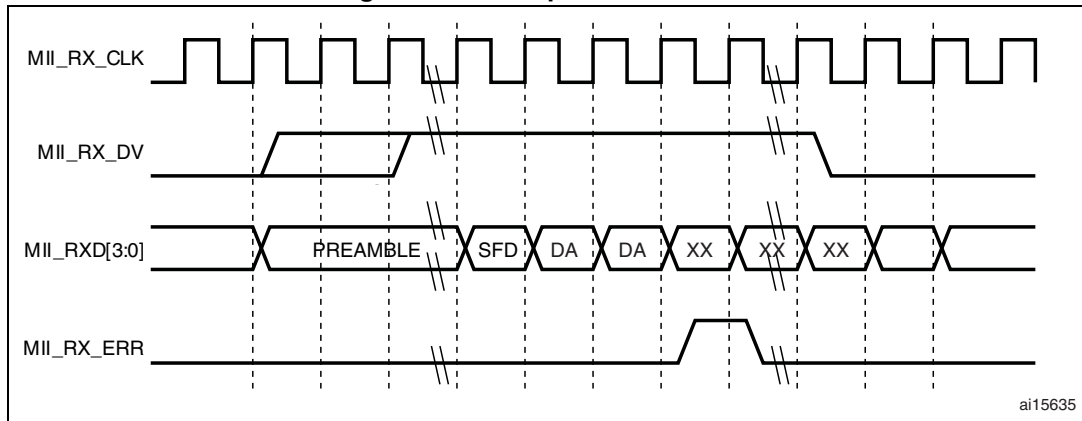 MII_RX_CLK
MII_RX_DV
MII_RXD[3:0] PREAMBLE SFD DA DA XX XX XX
MII_RX_ERR
ai15635